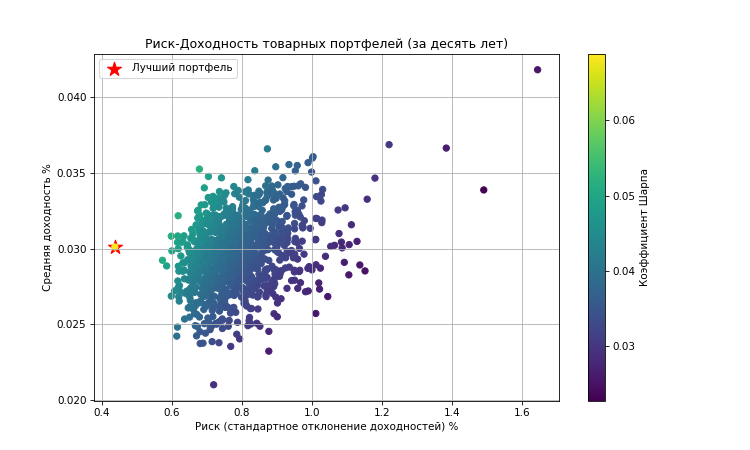 Риск-Доходность товарных портфелей (за десять лет)
Лучший портфель
0.040
0.035
0.030
0.025
0.020
Средняя доходность %
0.4 0.6 0.8 1.0 1.2 1.4 1.6
Риск (стандартное отклонение доходностей) %
0.06
0.05
0.04
0.03
Коэффициент Шарпа